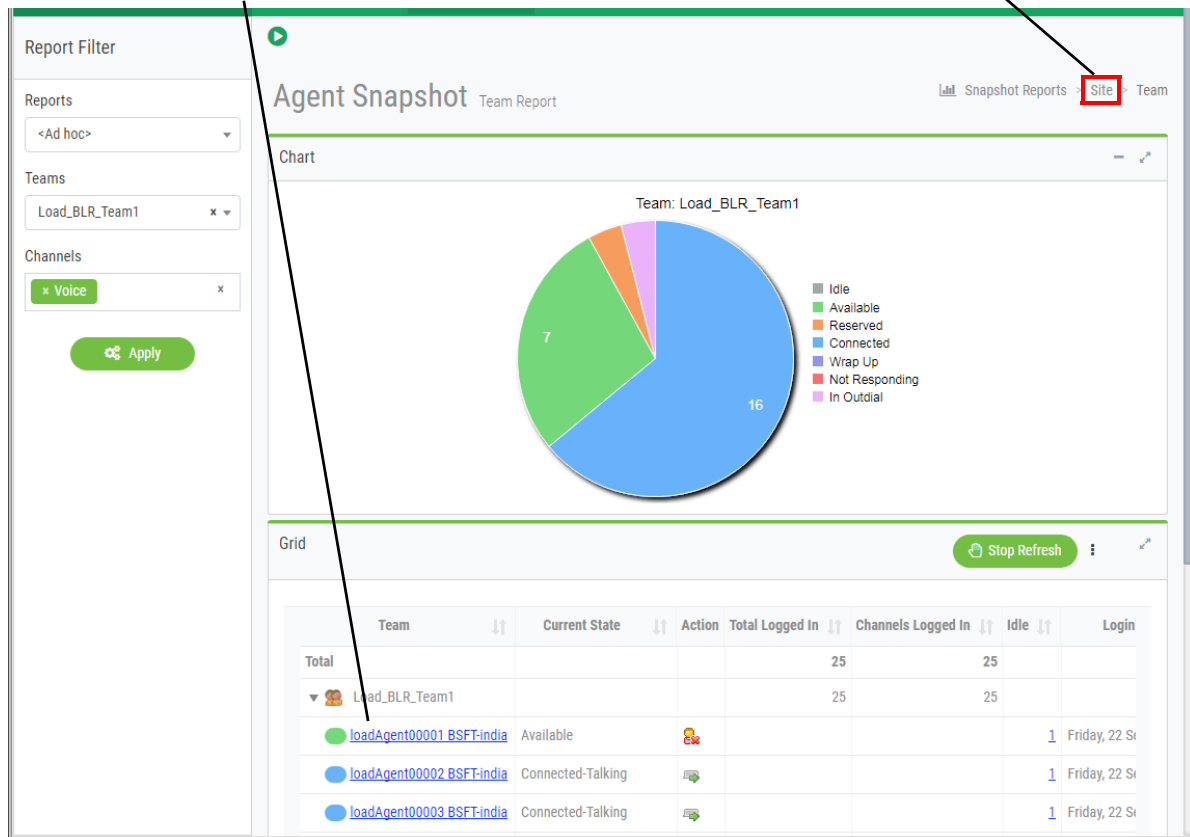 Report Filter
Reports
<Ad hoc>
Teams
Load_BLR_Team1 x
Channels
× Voice x
Apply
Agent Snapshot Team Report
Snapshot Reports > Site > Team
Chart
Team: Load_BLR_Team1
7
16
Idle
Available
Reserved
Connected
Wrap Up
Not Responding
In Outdial
Grid
Stop Refresh
Team Current State Action Total Logged In Channels Logged In Idle Login
Total 25 25
Load_BLR_Team1 25 25
loadAgent00001 BSFT-india Available 1 Friday, 22 Se
loadAgent00002 BSFT-india Connected-Talking 1 Friday, 22 Se
loadAgent00003 BSFT-india Connected-Talking 1 Friday, 22 Se